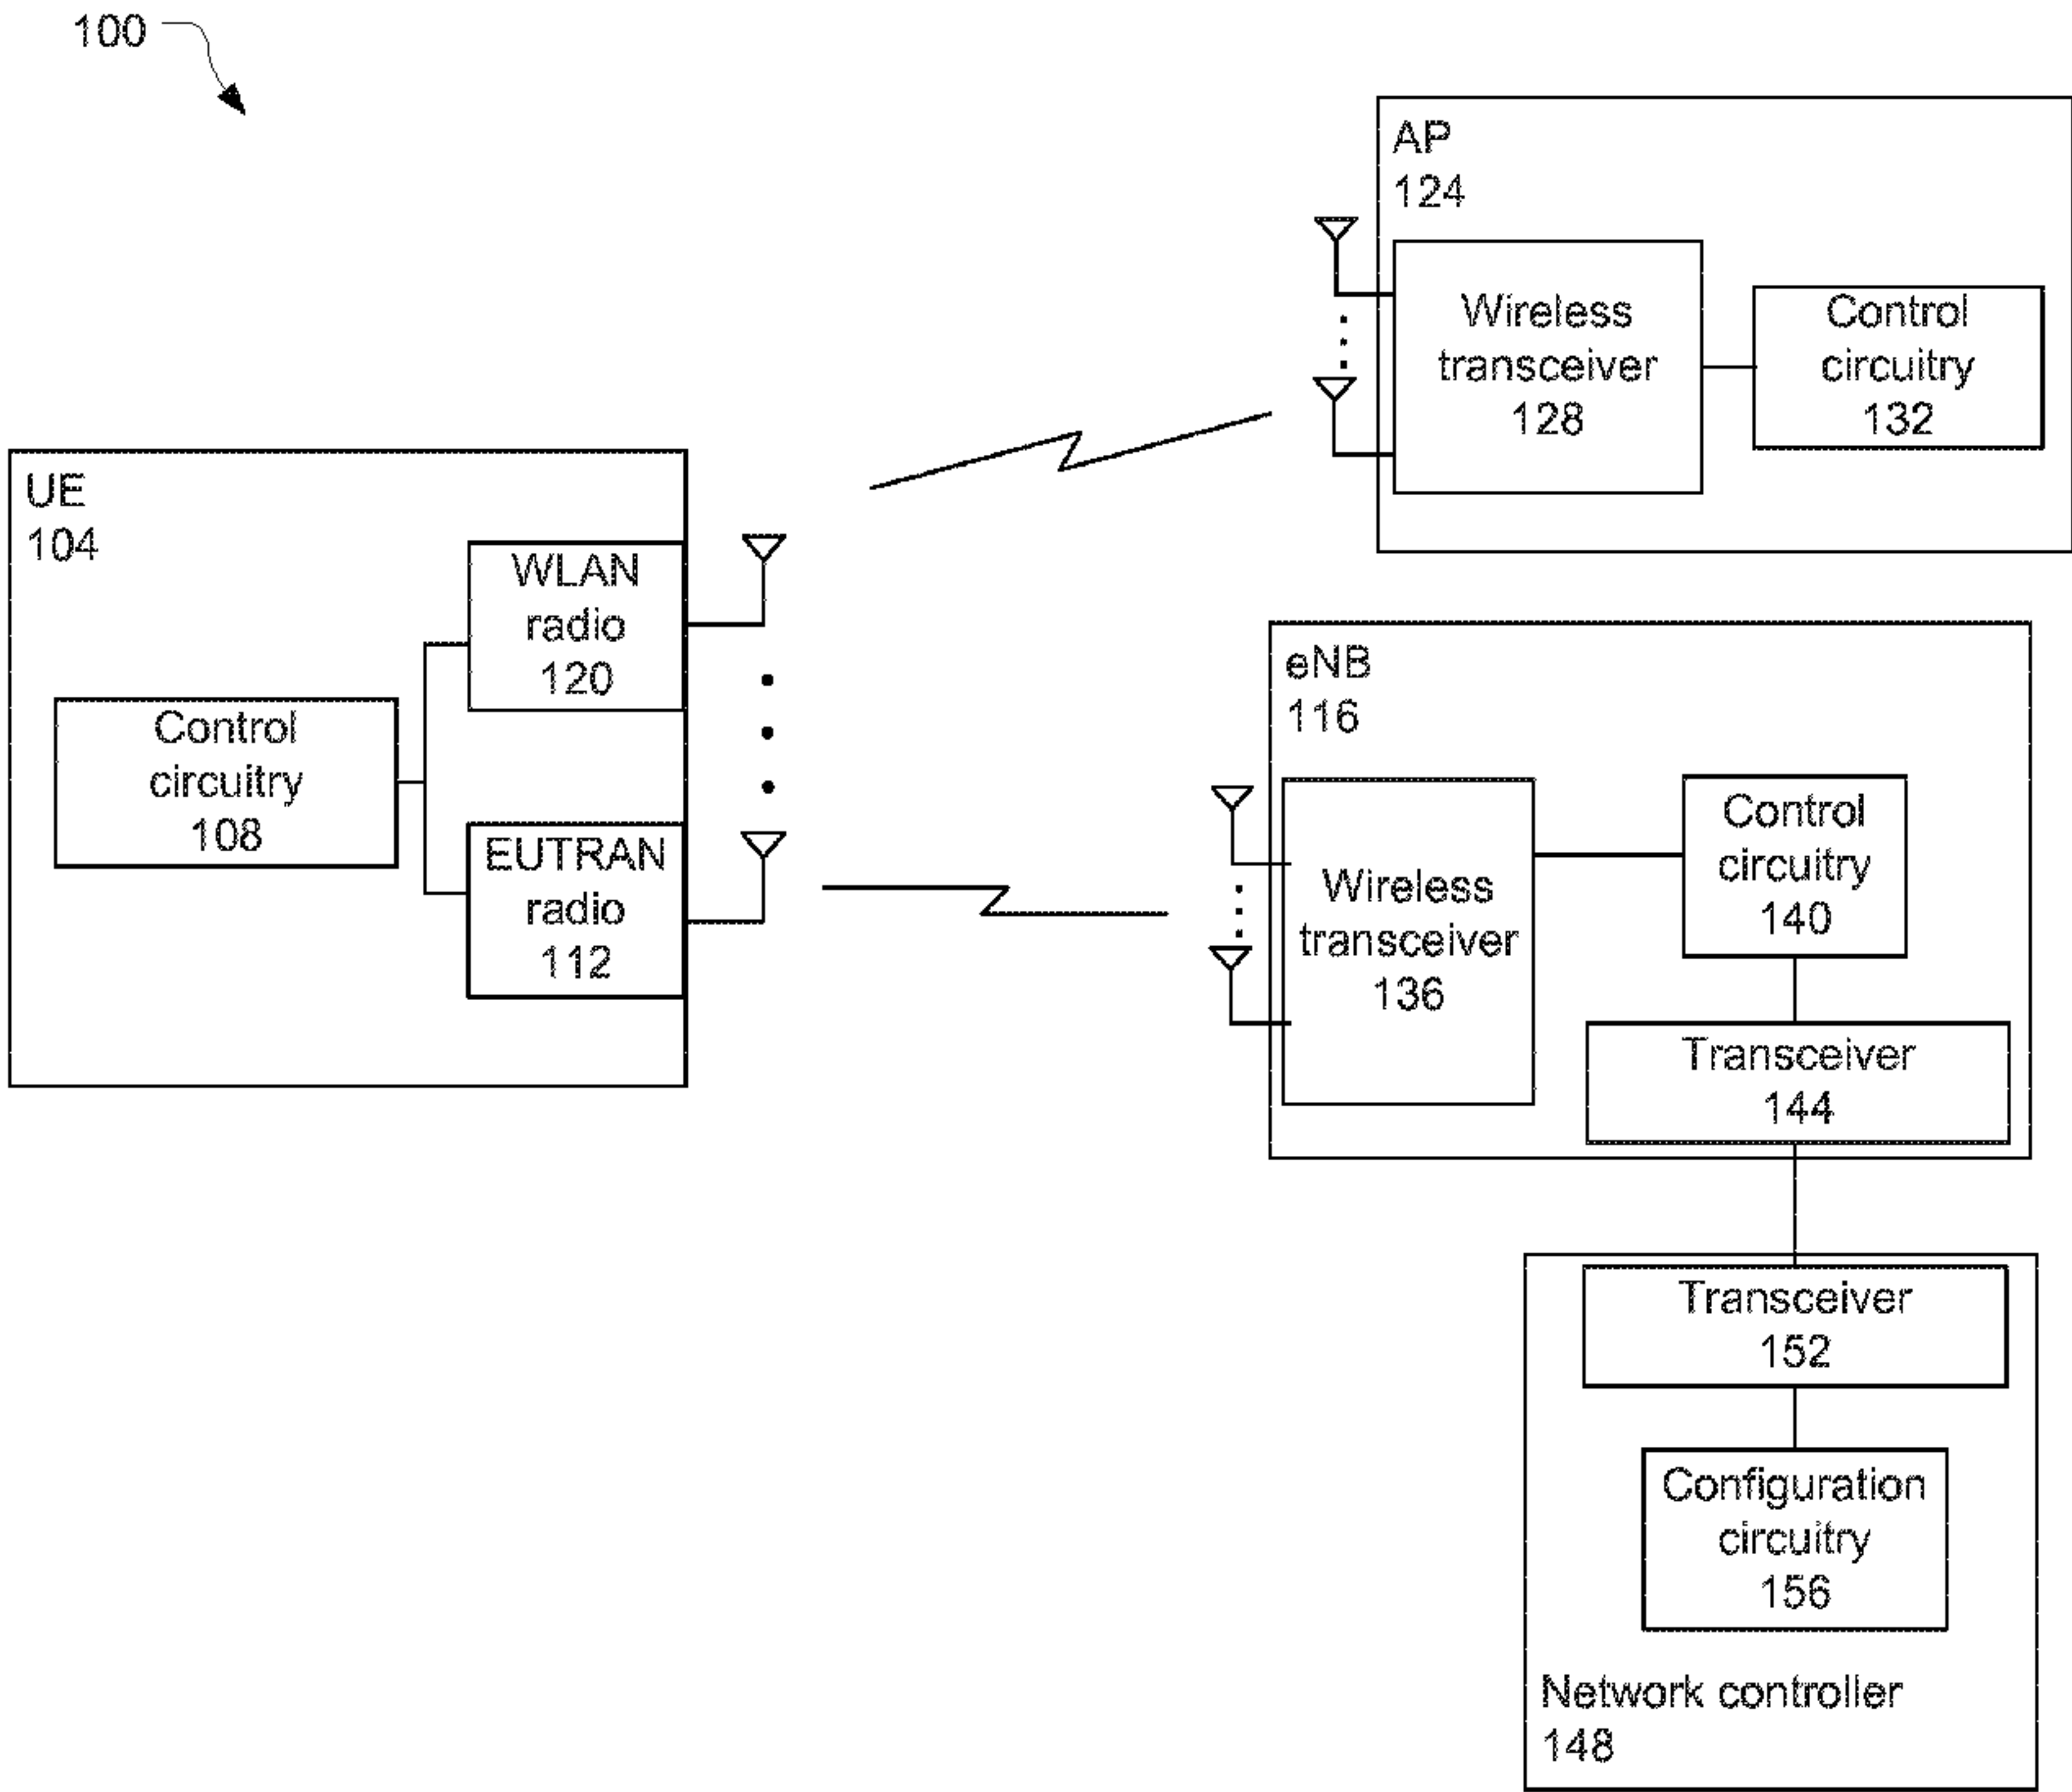 100
AP
124
Wireless
transceiver
128
Control
circuitry
132
UE
104
WLAN
radio
120
Control
circuitry
108
EUTRAN
radio
112
eNB
116
Wireless
transceiver
136
Control
circuitry
140
Transceiver
144
Transceiver
152
Configuration
circuitry
156
Network controller
148